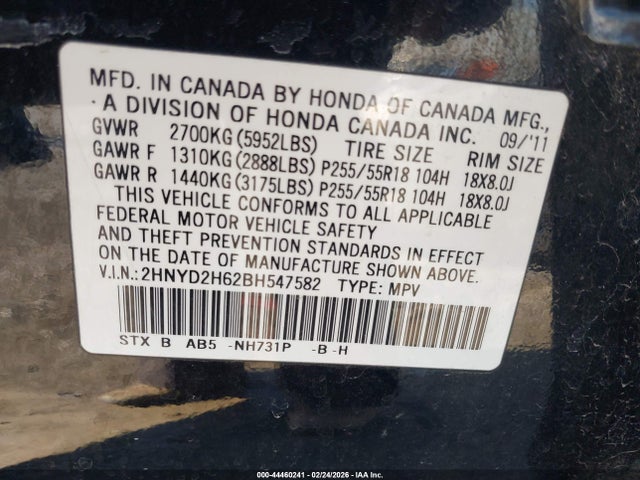 MFD. IN CANADA BY HONDA OF CANADA MFG.,
· A DIVISION OF HONDA CANADA INC. 09/'11
GVWR 2700KG(5952LBS) TIRE SIZE RIM SIZE
GAWR F 1310KG(2888LBS) P255/55R18 104H 18X8.0J
GAWR R 1440KG(3175LBS) P255/55R18 104H 18X8.0J
THIS VEHICLE CONFORMS TO ALL APPLICABLE
FEDERAL MOTOR VEHICLE SAFETY
AND THEFT PREVENTION STANDARDS IN EFFECT
ON THE DATE OF MANUFACTURE SHOWN ABOVE.
V.I.N.:2HNYD2H62BH547582 TYPE: MPV
STX B AB5 -NH731P -B -H
000-44460241 - 02/24/2026 - IAA Inc.